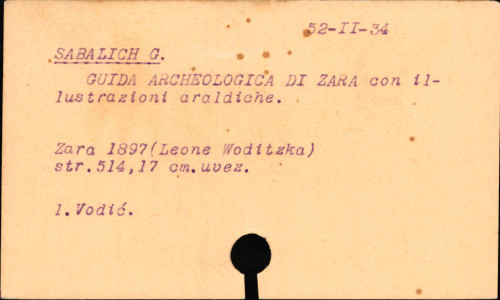 52-II-34
SABALICH G.
GUIDA ARCHEOLOGICA DI ZARA con il-
lustrazioni araldiche.
Zara 1897(Leone Woditzka)
str.514,17 cm.uvez.
1.Vodić.